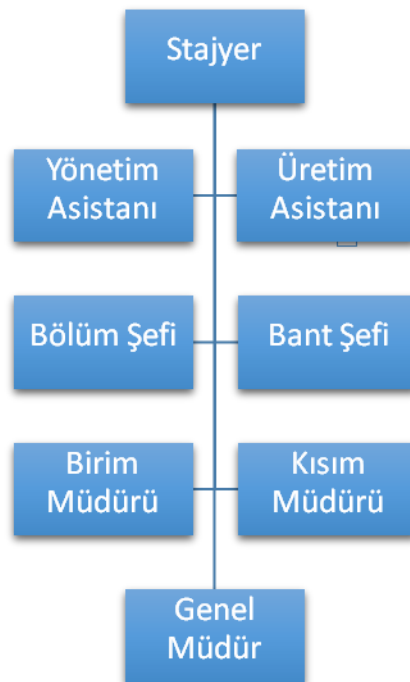 Stajyer
Yönetim
Asistanı
Üretim
Asistanı
Bölüm Şefi
Bant Şefi
Birim
Müdürü
Kısım
Müdürü
Genel
Müdür